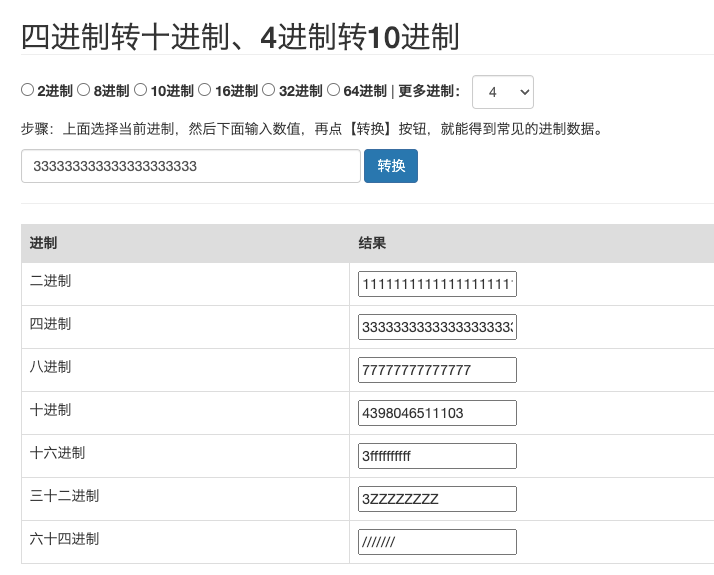 四进制转十进制、4进制转10进制
2进制 8进制 10进制 16进制 32进制 64进制 | 更多进制： 4
步骤：上面选择当前进制，然后下面输入数值，再点【转换】按钮，就能得到常见的进制数据。
333333333333333333333 转换
进制 结果
二进制 1111111111111111111
四进制 3333333333333333333
八进制 77777777777777
十进制 4398046511103
十六进制 3ffffffffff
三十二进制 3ZZZZZZZZ
六十四进制 ///////